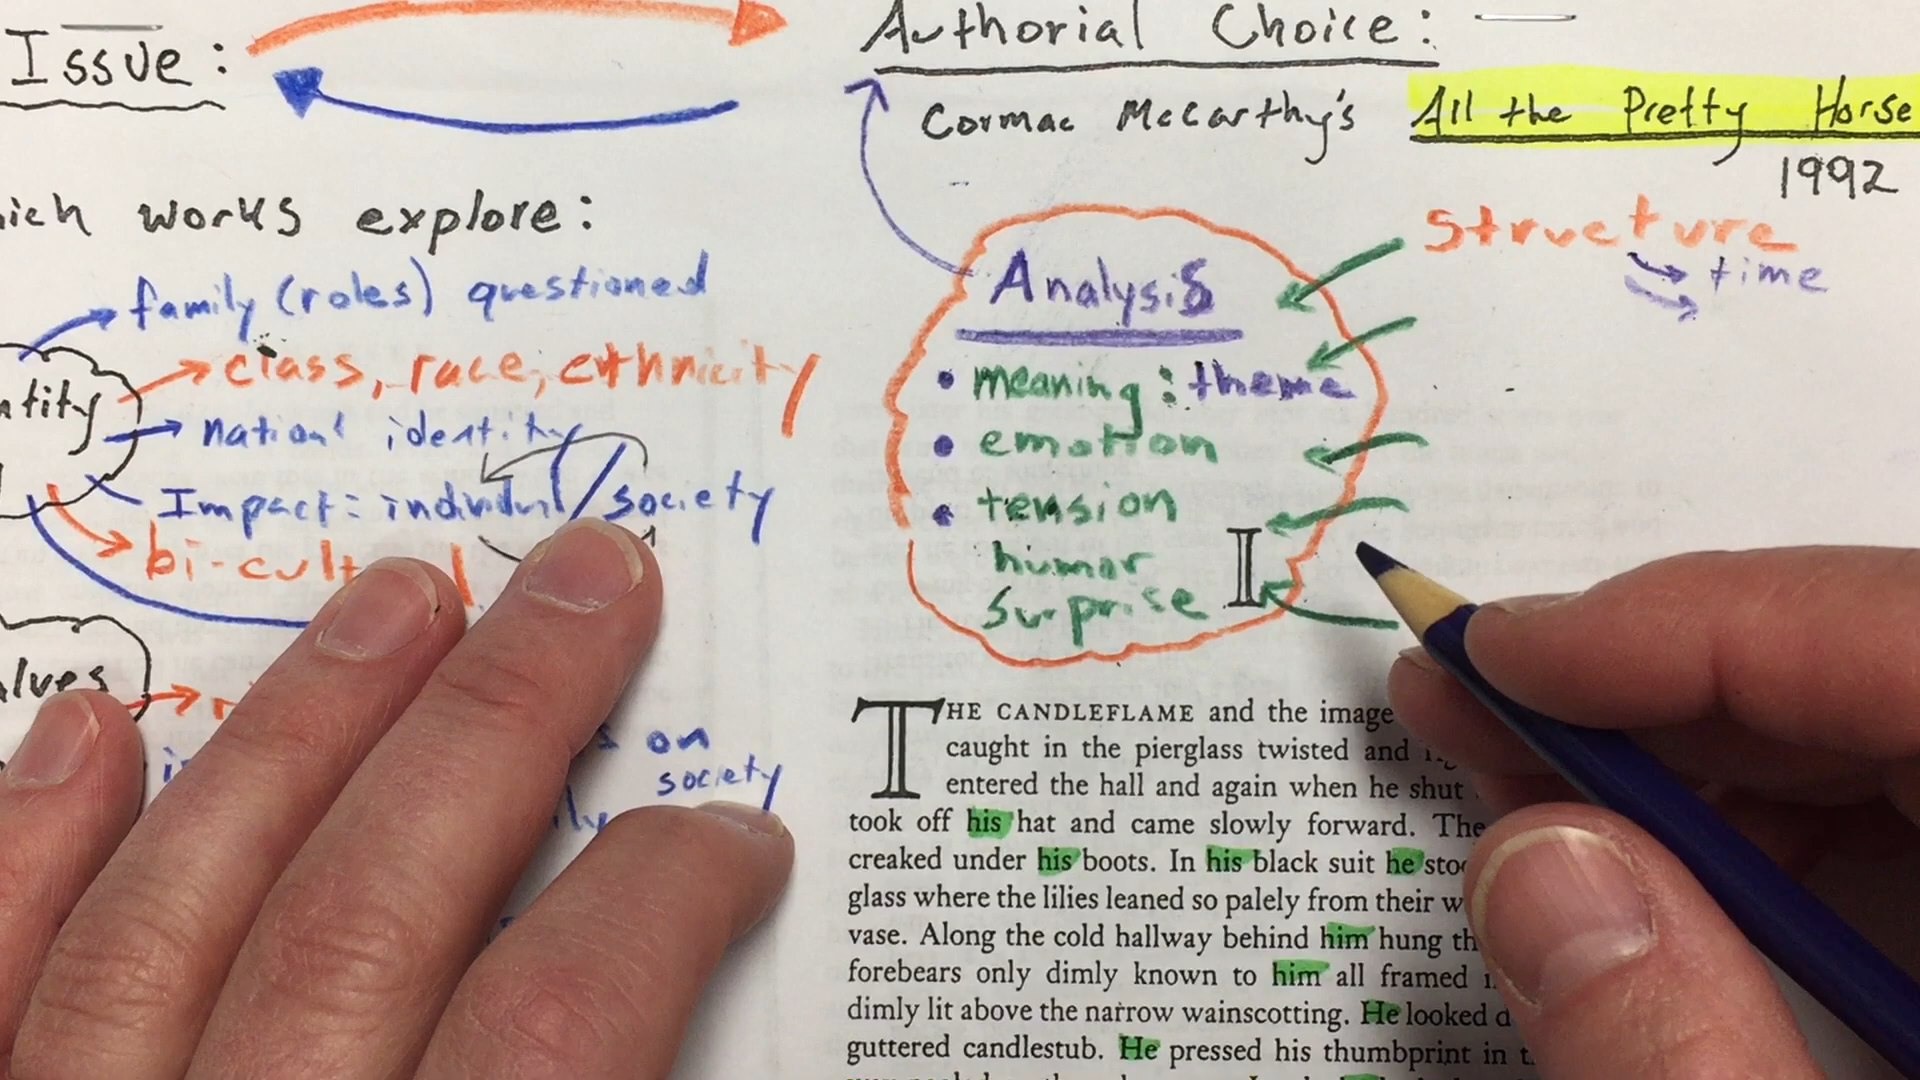 Issue:
Authorial Choice:
Cormac McCarthy's All the Pretty Horse
1992
works explore:
family (roles) questioned
class, race, ethnicity
national identity
Impact: individual/society
bi-cultural
on
society
structure
time
Analysis
• meaning: theme
• emotion
• tension
humor
surprise
I
THE CANDLEFLAME and the image
caught in the pierglass twisted and
entered the hall and again when he shut
took off his hat and came slowly forward. The
creaked under his boots. In his black suit he
glass where the lilies leaned so palely from their
vase. Along the cold hallway behind him hung
forebears only dimly known to him all framed
dimly lit above the narrow wainscotting. He looked
guttered candlestub. He pressed his thumbprint in